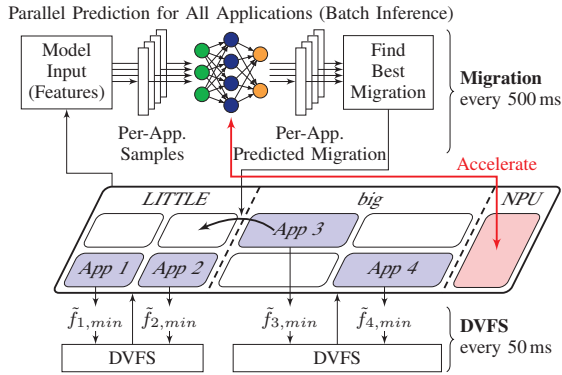 Parallel Prediction for All Applications (Batch Inference)
Model
Input
(Features)
Find
Best
Migration
Migration
every 500 ms
Per-App.
Samples
Per-App.
Predicted Migration
Accelerate
LITTLE
big
NPU
App 3
App 1
App 2
App 4
f̃1,min
f̃2,min
f̃3,min
f̃4,min
DVFS
DVFS
DVFS
every 50 ms